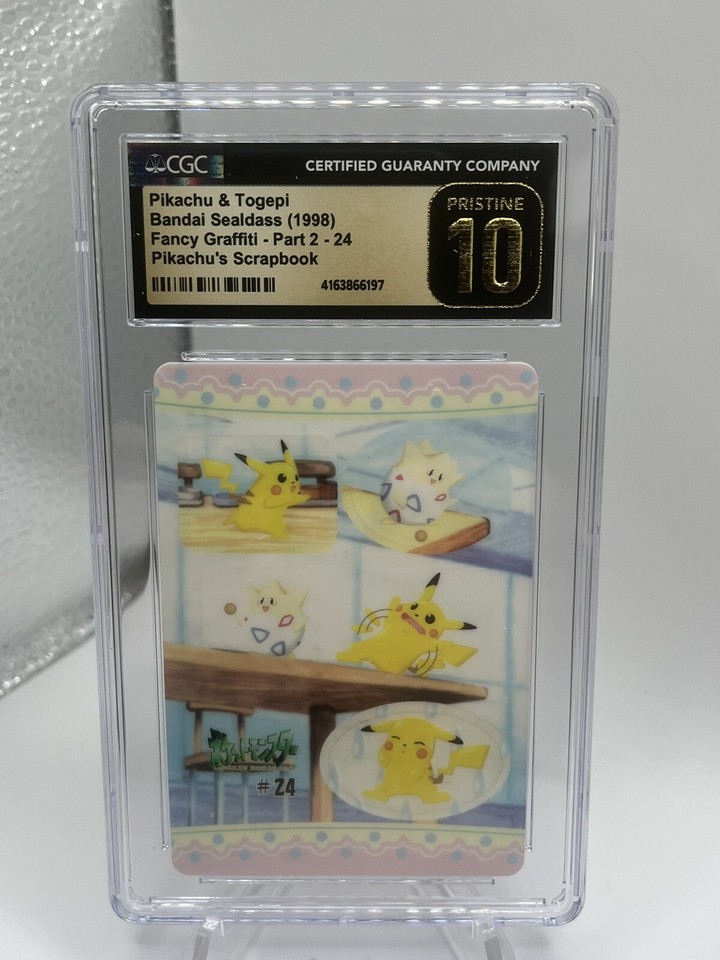 CGC
CERTIFIED GUARANTY COMPANY
Pikachu & Togepi
Bandai Sealdass (1998)
Fancy Graffiti - Part 2 - 24
Pikachu's Scrapbook
4163866197
PRISTINE
10
ポケットモンスター
#24